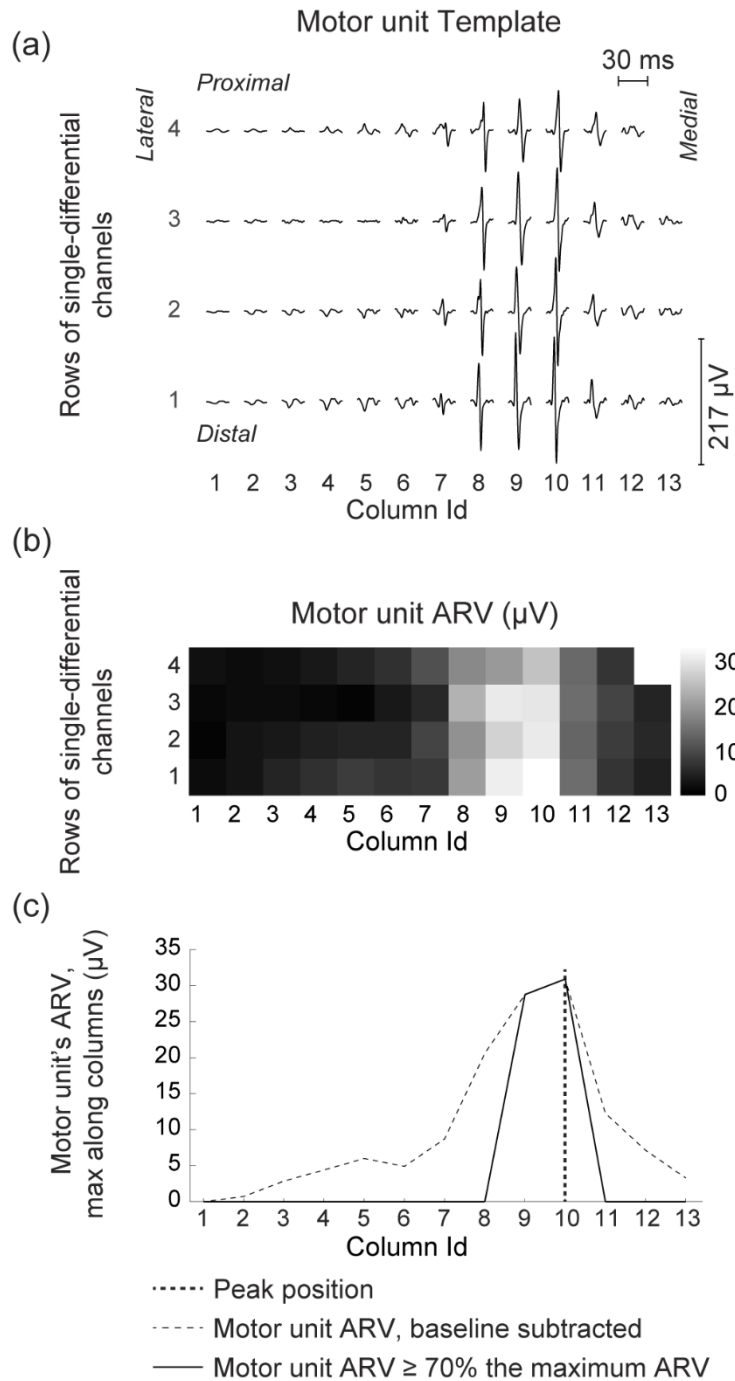 Motor unit Template
(a)
30 ms
Proximal
Lateral
Medial
Rows of single-differential
channels
4
3
2
1
217 µV
Distal
1 2 3 4 5 6 7 8 9 10 11 12 13
Column Id
(b)
Motor unit ARV (µV)
Rows of single-differential
channels
4
3
2
1
30
20
10
0
1 2 3 4 5 6 7 8 9 10 11 12 13
Column Id
(c)
Motor unit's ARV,
max along columns (µV)
35
30
25
20
15
10
5
0
1 2 3 4 5 6 7 8 9 10 11 12 13
Column Id
Peak position
Motor unit ARV, baseline subtracted
Motor unit ARV ≥ 70% the maximum ARV